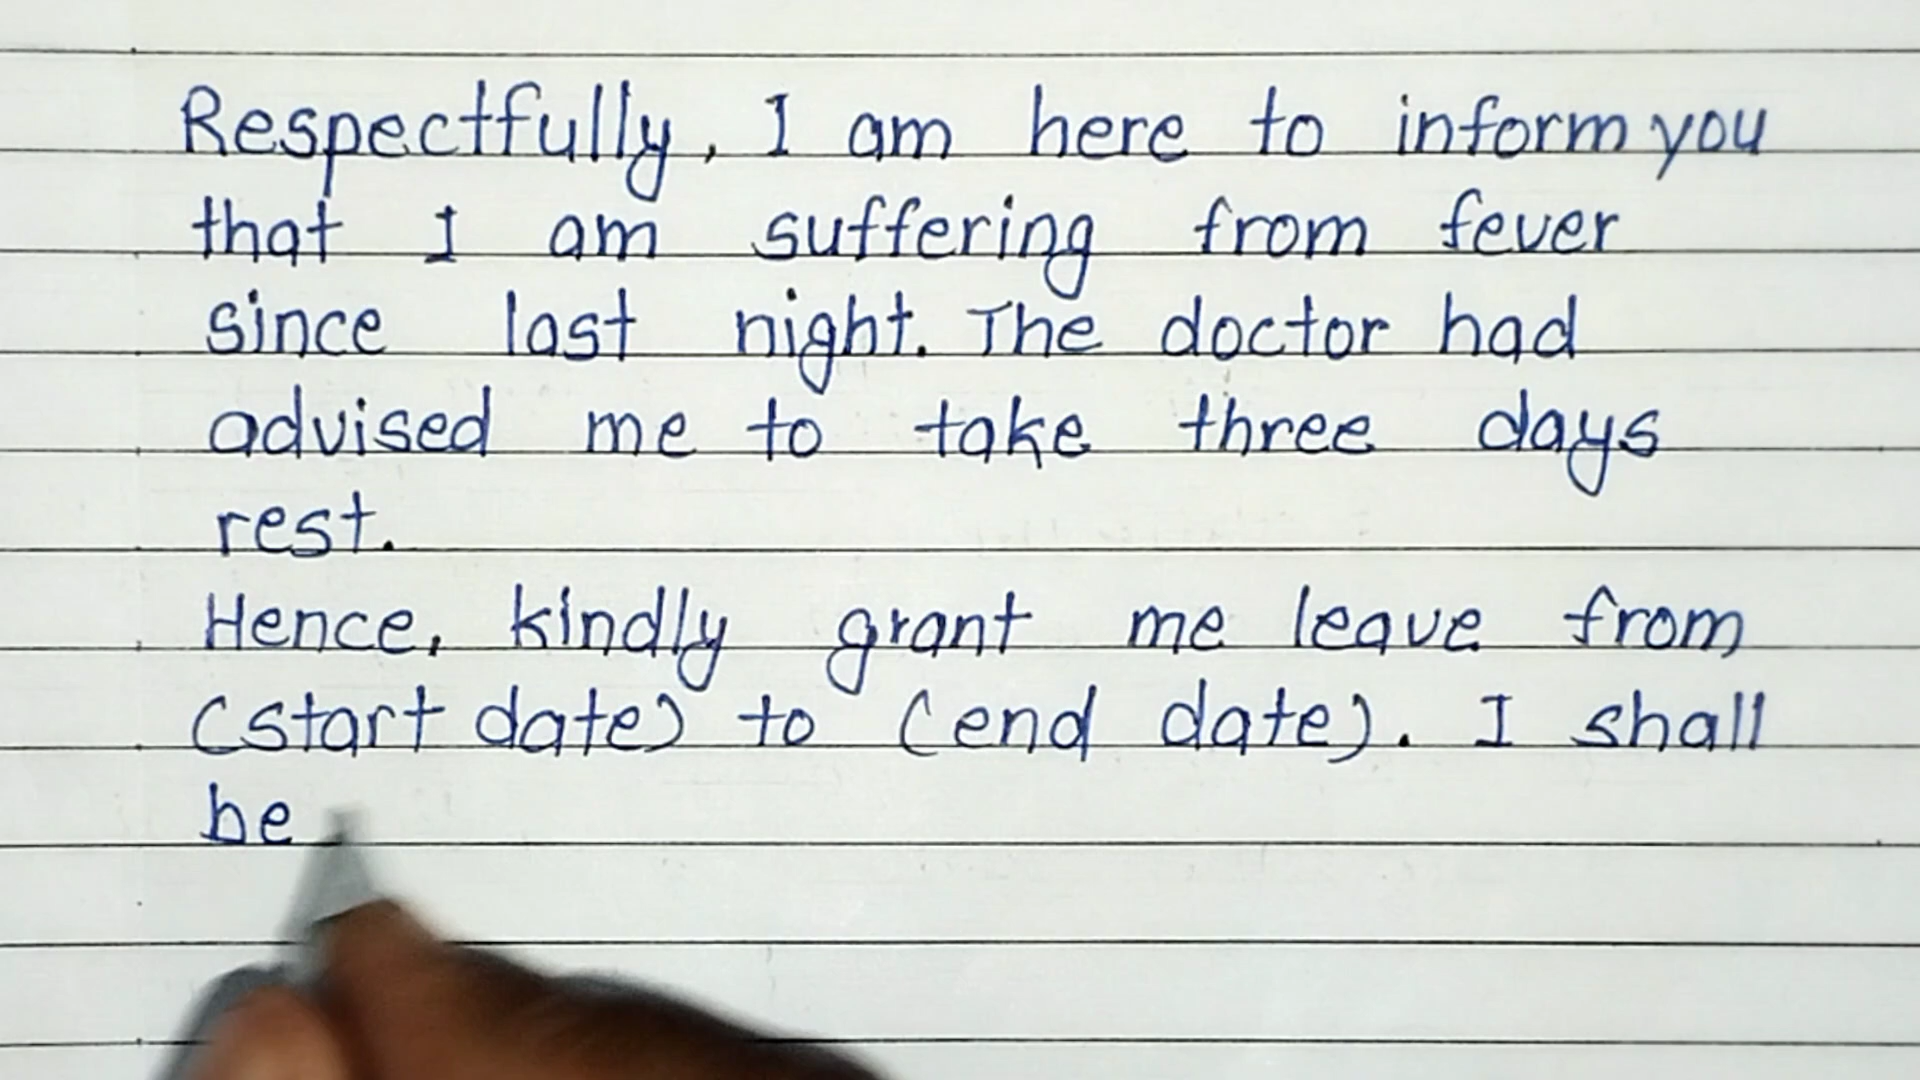 Respectfully, I am here to inform you
that I am suffering from fever
since last night. The doctor had
advised me to take three days
rest.
Hence, kindly grant me leave from
(start date) to (end date). I shall
be